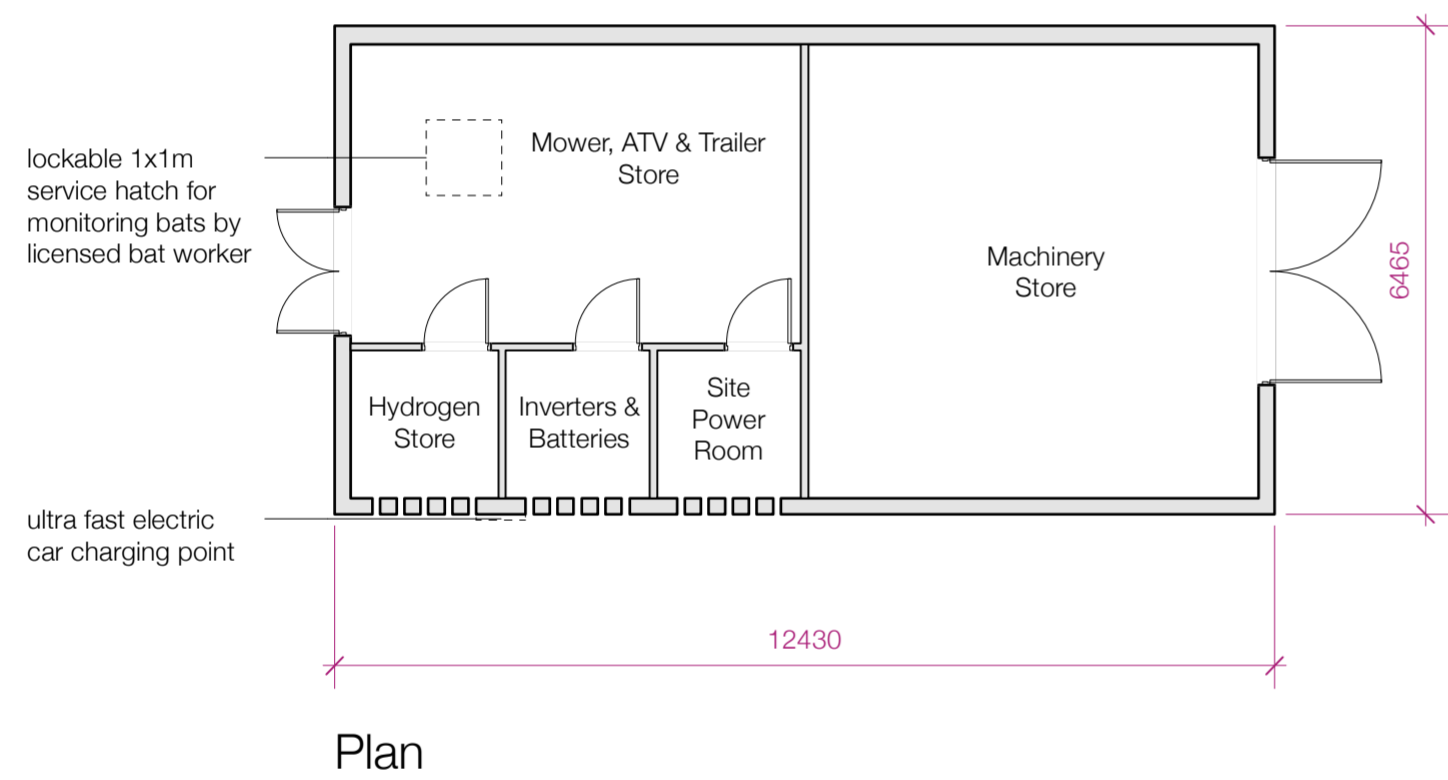 lockable 1x1m
service hatch for
monitoring bats by
licensed bat worker
Mower, ATV & Trailer
Store
Machinery
Store
6465
Hydrogen
Store
Inverters &
Batteries
Site
Power
Room
ultra fast electric
car charging point
12430
Plan